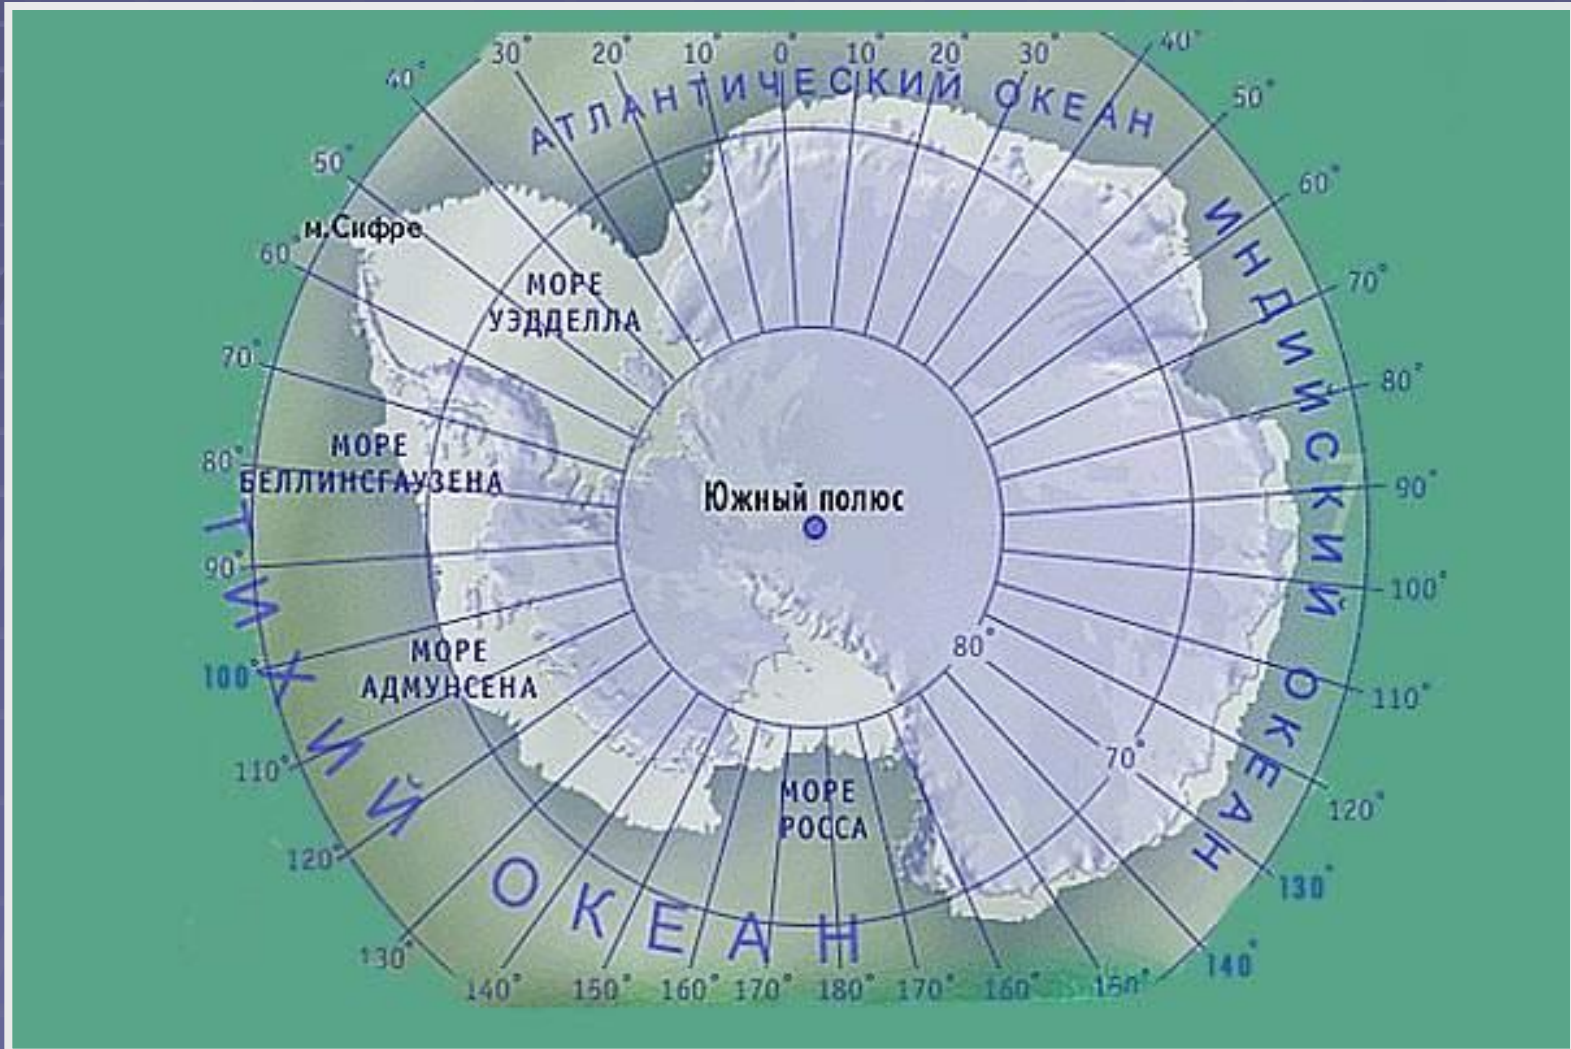 30° 20° 10° 0° 10° 20° 30° 40°
40° 50°
АТЛАНТИЧЕСКИЙ ОКЕАН
50° 60°
м.Сифре
60° 70°
МОРЕ
УЭДДЕЛЛА
ИНДИЙСКИЙ ОКЕАН
70° 80°
МОРЕ
БЕЛЛИНСГАУЗЕНА
80° 90°
Южный полюс
90° 100°
ТИХИЙ ОКЕАН
МОРЕ
АДМУНСЕНА
80°
100° 110°
70°
110° 120°
МОРЕ
РОССА
120° 130°
130° 140°
140° 150° 160° 170° 180° 170° 160° 150°